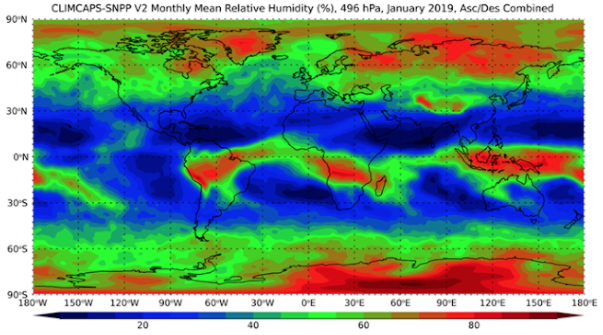 CLIMCAPS-SNPP V2 Monthly Mean Relative Humidity (%), 496 hPa, January 2019, Asc/Des Combined
90°N
60°N
30°N
0°N
30°S
60°S
90°S
180°W 150°W 120°W 90°W 60°W 30°W 0°E 30°E 60°E 90°E 120°E 150°E 180°E
20 40 60 80